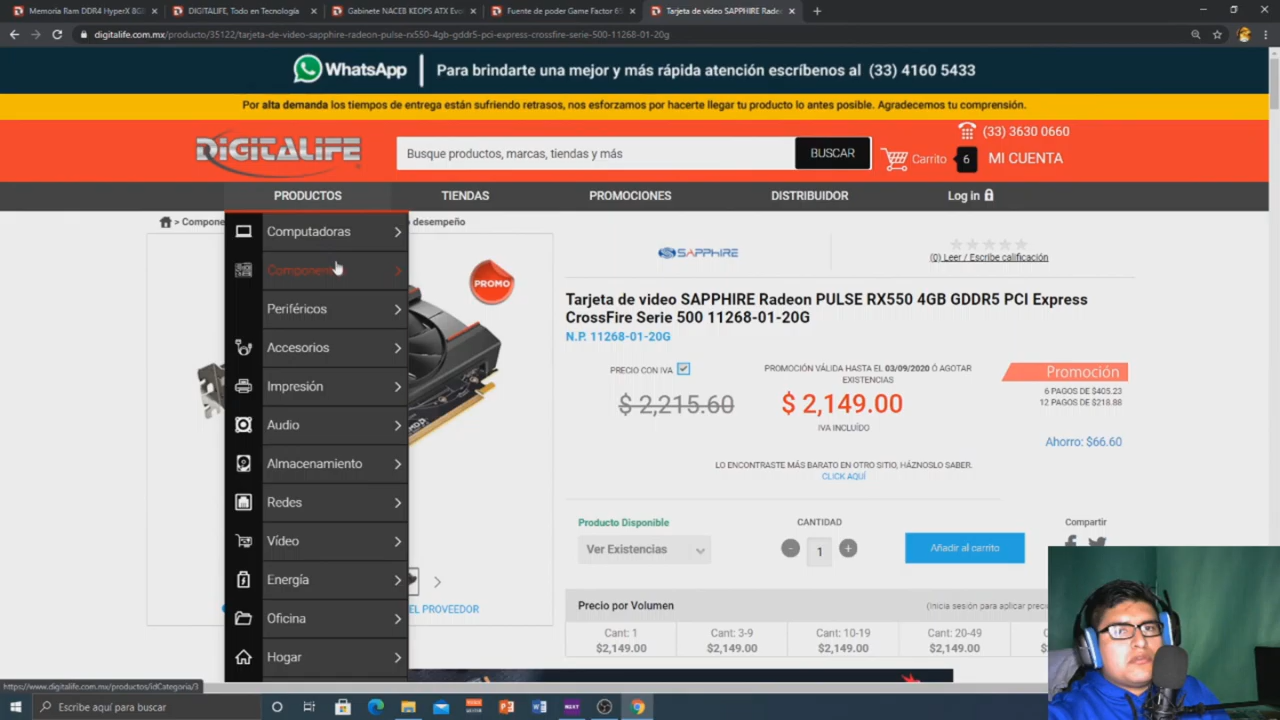 Memoria Ram DDR4 HyperX 8GB
DIGITALIFE, Todo en Tecnología
Gabinete NACEB KEOPS ATX Evo
Fuente de poder Game Factor 65
Tarjeta de video SAPPHIRE Rade
digitalife.com.mx/producto/35122/tarjeta-de-video-sapphire-radeon-pulse-rx550-4gb-gddr5-pci-express-crossfire-serie-500-11268-01-20g
WhatsApp
Para brindarte una mejor y más rápida atención escríbenos al (33) 4160 5433
Por alta demanda los tiempos de entrega están sufriendo retrasos, nos esforzamos por hacerte llegar tu producto lo antes posible. Agradecemos tu comprensión.
DIGITALIFE
Busque productos, marcas, tiendas y más
BUSCAR
(33) 3630 0660
Carrito 6 MI CUENTA
PRODUCTOS TIENDAS PROMOCIONES DISTRIBUIDOR Log in
> Compone
o desempeño
Computadoras
Periféricos
Accesorios
Impresión
Audio
Almacenamiento
Redes
Vídeo
Energía
Oficina
Hogar
PROMO
EL PROVEEDOR
SAPPHIRE
(0) Leer / Escribe calificación
Tarjeta de video SAPPHIRE Radeon PULSE RX550 4GB GDDR5 PCI Express
CrossFire Serie 500 11268-01-20G
N.P. 11268-01-20G
PRECIO CON IVA
$ 2,215.60
PROMOCIÓN VÁLIDA HASTA EL 03/09/2020 Ó AGOTAR
EXISTENCIAS
$ 2,149.00
IVA INCLUÍDO
Promoción
6 PAGOS DE $405.23
12 PAGOS DE $218.88
Ahorro: $66.60
LO ENCONTRASTE MÁS BARATO EN OTRO SITIO, HÁZNOSLO SABER.
CLICK AQUÍ
Producto Disponible
Ver Existencias
CANTIDAD
- 1 +
Añadir al carrito
Compartir
Precio por Volumen
(Inicia sesión para aplicar precio
Cant: 1 Cant: 3-9 Cant: 10-19 Cant: 20-49
$2,149.00 $2,149.00 $2,149.00 $2,149.00
https://www.digitalife.com.mx/productos/idCategoria/3
Escribe aquí para buscar